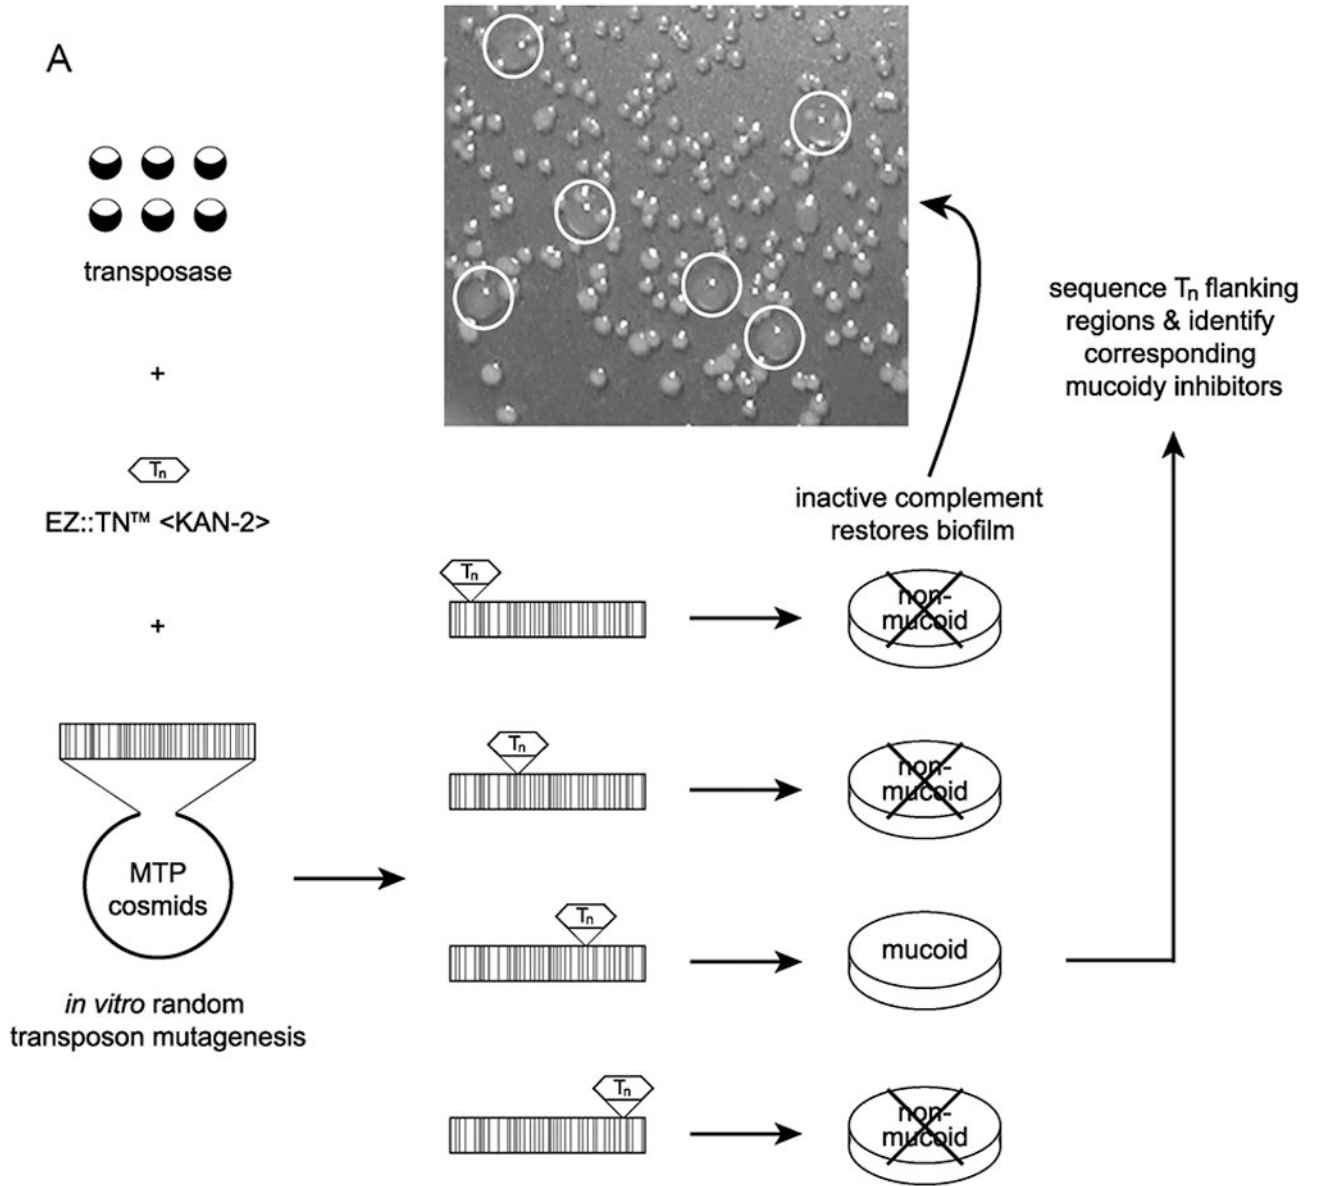 A
transposase
+
Tn
EZ::TN™ <KAN-2>
+
MTP
cosmids
in vitro random
transposon mutagenesis
sequence Tn flanking
regions & identify
corresponding
mucoidy inhibitors
inactive complement
restores biofilm
Tn
non-
mucoid
Tn
non-
mucoid
Tn
mucoid
Tn
non-
mucoid